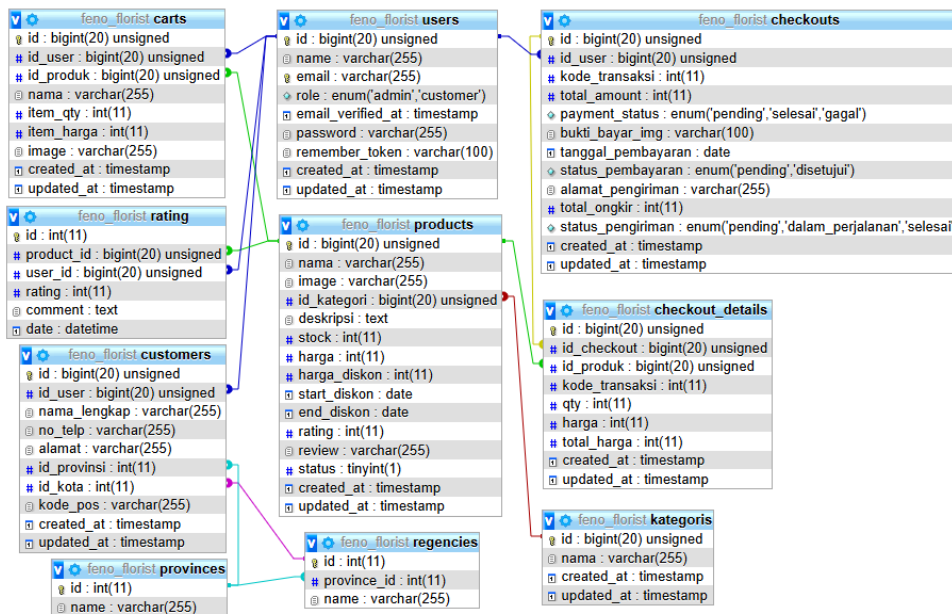 feno_florist carts
id : bigint(20) unsigned
id_user : bigint(20) unsigned
id_produk : bigint(20) unsigned
nama : varchar(255)
item_qty : int(11)
item_harga : int(11)
image : varchar(255)
created_at : timestamp
updated_at : timestamp
feno_florist rating
id : int(11)
product_id : bigint(20) unsigned
user_id : bigint(20) unsigned
rating : int(11)
comment : text
date : datetime
feno_florist customers
id : bigint(20) unsigned
id_user : bigint(20) unsigned
nama_lengkap : varchar(255)
no_telp : varchar(255)
alamat : varchar(255)
id_provinsi : int(11)
id_kota : int(11)
kode_pos : varchar(255)
created_at : timestamp
updated_at : timestamp
feno_florist provinces
id : int(11)
name : varchar(255)
feno_florist users
id : bigint(20) unsigned
name : varchar(255)
email : varchar(255)
role : enum('admin','customer')
email_verified_at : timestamp
password : varchar(255)
remember_token : varchar(100)
created_at : timestamp
updated_at : timestamp
feno_florist products
id : bigint(20) unsigned
nama : varchar(255)
image : varchar(255)
id_kategori : bigint(20) unsigned
deskripsi : text
stock : int(11)
harga : int(11)
harga_diskon : int(11)
start_diskon : date
end_diskon : date
rating : int(11)
review : varchar(255)
status : tinyint(1)
created_at : timestamp
updated_at : timestamp
feno_florist regencies
id : int(11)
province_id : int(11)
name : varchar(255)
feno_florist checkouts
id : bigint(20) unsigned
id_user : bigint(20) unsigned
kode_transaksi : int(11)
total_amount : int(11)
payment_status : enum('pending','selesai','gagal')
bukti_bayar_img : varchar(100)
tanggal_pembayaran : date
status_pembayaran : enum('pending','disetujui')
alamat_pengiriman : varchar(255)
total_ongkir : int(11)
status_pengiriman : enum('pending','dalam_perjalanan','selesai'
created_at : timestamp
updated_at : timestamp
feno_florist checkout_details
id : bigint(20) unsigned
id_checkout : bigint(20) unsigned
id_produk : bigint(20) unsigned
kode_transaksi : int(11)
qty : int(11)
harga : int(11)
total_harga : int(11)
created_at : timestamp
updated_at : timestamp
feno_florist kategoris
id : bigint(20) unsigned
nama : varchar(255)
created_at : timestamp
updated_at : timestamp